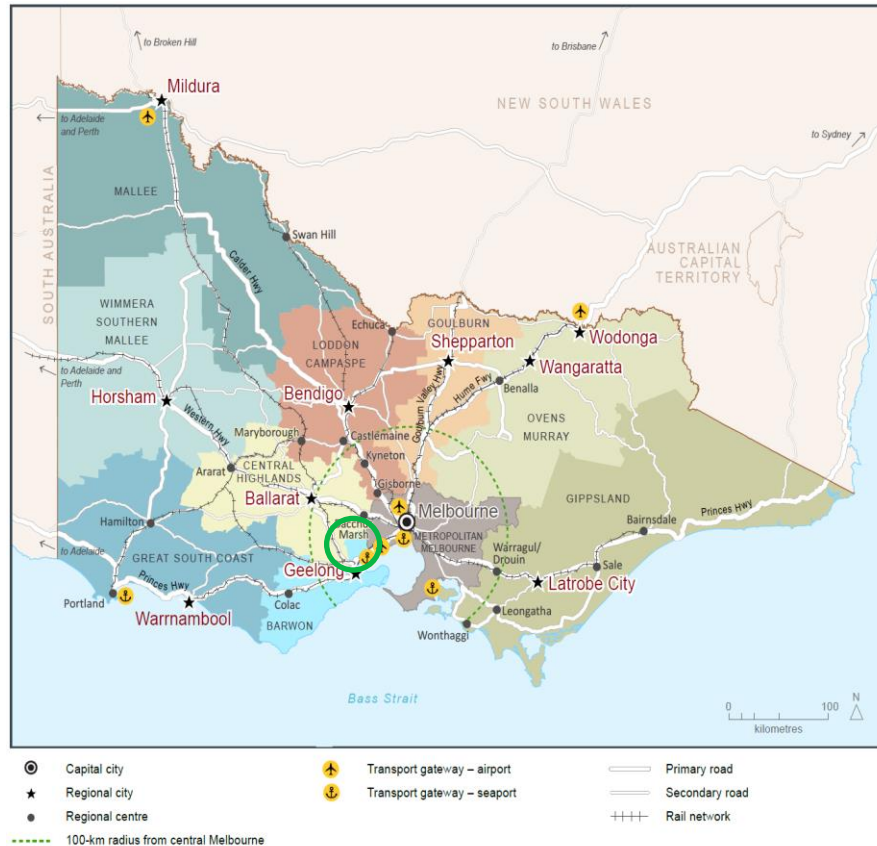 to Broken Hill
to Brisbane
Mildura
NEW SOUTH WALES
to Adelaide
and Perth
to Sydney
SOUTH AUSTRALIA
MALLEE
Swan Hill
AUSTRALIAN
CAPITAL
TERRITORY
Calder Hwy
WIMMERA
SOUTHERN
MALLEE
Echuca
GOULBURN
Wodonga
LODDON
CAMPASPE
Shepparton
Wangaratta
to Adelaide and
Perth
Goulburn Valley Hwy
Hume Fwy
Benalla
Horsham
Bendigo
OVENS
MURRAY
Western Hwy
Maryborough
Castlemaine
Kyneton
Ararat
CENTRAL
HIGHLANDS
Gisborne
GIPPSLAND
Ballarat
Melbourne
Princes Hwy
Hamilton
Bacchus
Marsh
METROPOLITAN
MELBOURNE
Bairnsdale
to Adelaide
GREAT SOUTH COAST
Warragul/
Drouin
Sale
Geelong
Latrobe City
Princes Hwy
Portland
Colac
Leongatha
Warrnambool
BARWON
Wonthaggi
Bass Strait
0
100
kilometres
N
Capital city
Transport gateway – airport
Primary road
Regional city
Transport gateway – seaport
Secondary road
Regional centre
Rail network
100-km radius from central Melbourne